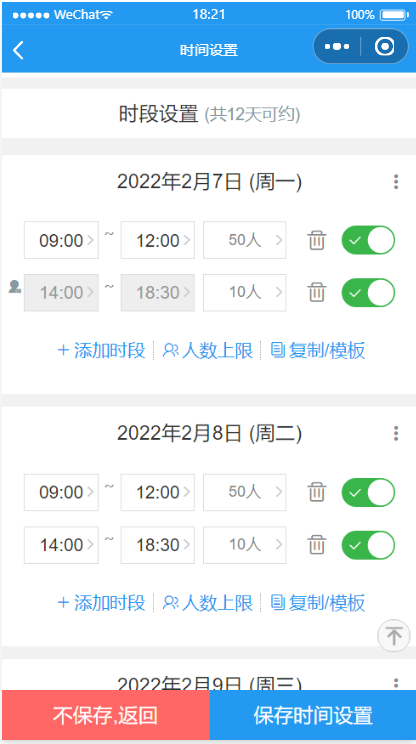 WeChat 18:21 100%
时间设置
时段设置 (共12天可约)
2022年2月7日 (周一)
09:00 ~ 12:00 50人
14:00 ~ 18:30 10人
+ 添加时段 人数上限 复制/模板
2022年2月8日 (周二)
09:00 ~ 12:00 50人
14:00 ~ 18:30 10人
+ 添加时段 人数上限 复制/模板
2022年2月9日 (周三)
不保存,返回 保存时间设置